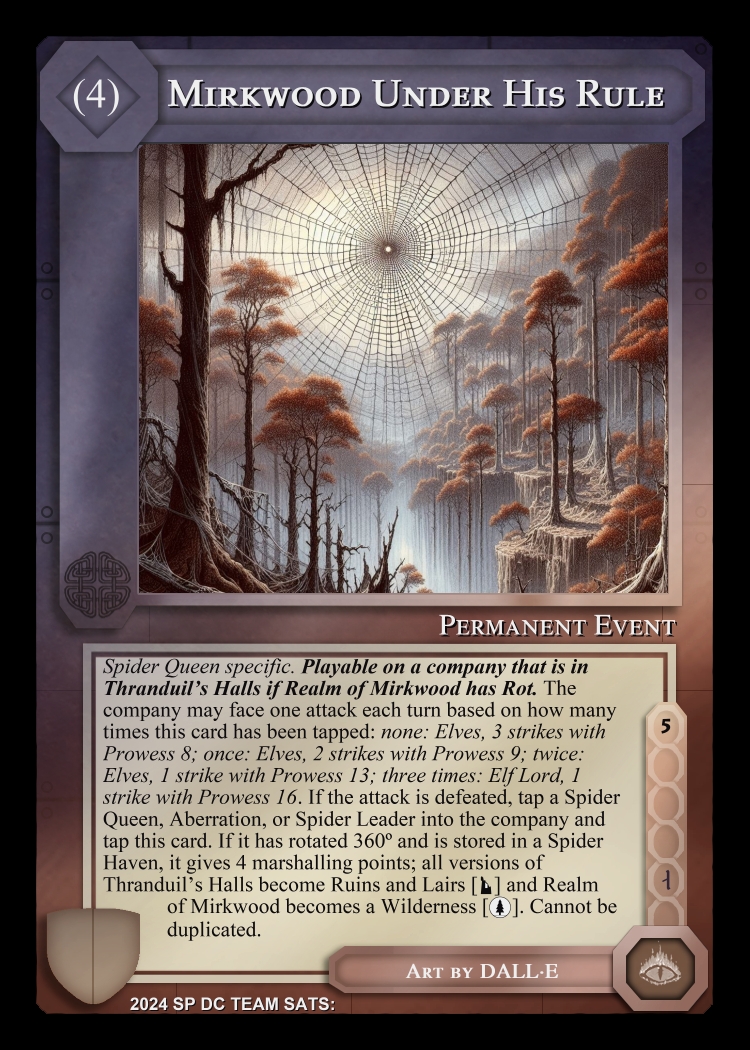 (4)
Mirkwood Under His Rule
Permanent Event
Spider Queen specific. Playable on a company that is in
Thranduil's Halls if Realm of Mirkwood has Rot. The
company may face one attack each turn based on how many
times this card has been tapped: none: Elves, 3 strikes with
Prowess 8; once: Elves, 2 strikes with Prowess 9; twice:
Elves, 1 strike with Prowess 13; three times: Elf Lord, 1
strike with Prowess 16. If the attack is defeated, tap a Spider
Queen, Aberration, or Spider Leader into the company and
tap this card. If it has rotated 360º and is stored in a Spider
Haven, it gives 4 marshalling points; all versions of
Thranduil's Halls become Ruins and Lairs [ ] and Realm
of Mirkwood becomes a Wilderness [ ]. Cannot be
duplicated.
5
Art by DALL·E
2024 SP DC TEAM SATS: